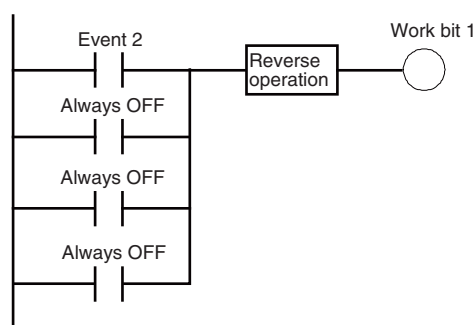 Work bit 1
Event 2
Reverse
operation
Always OFF
Always OFF
Always OFF